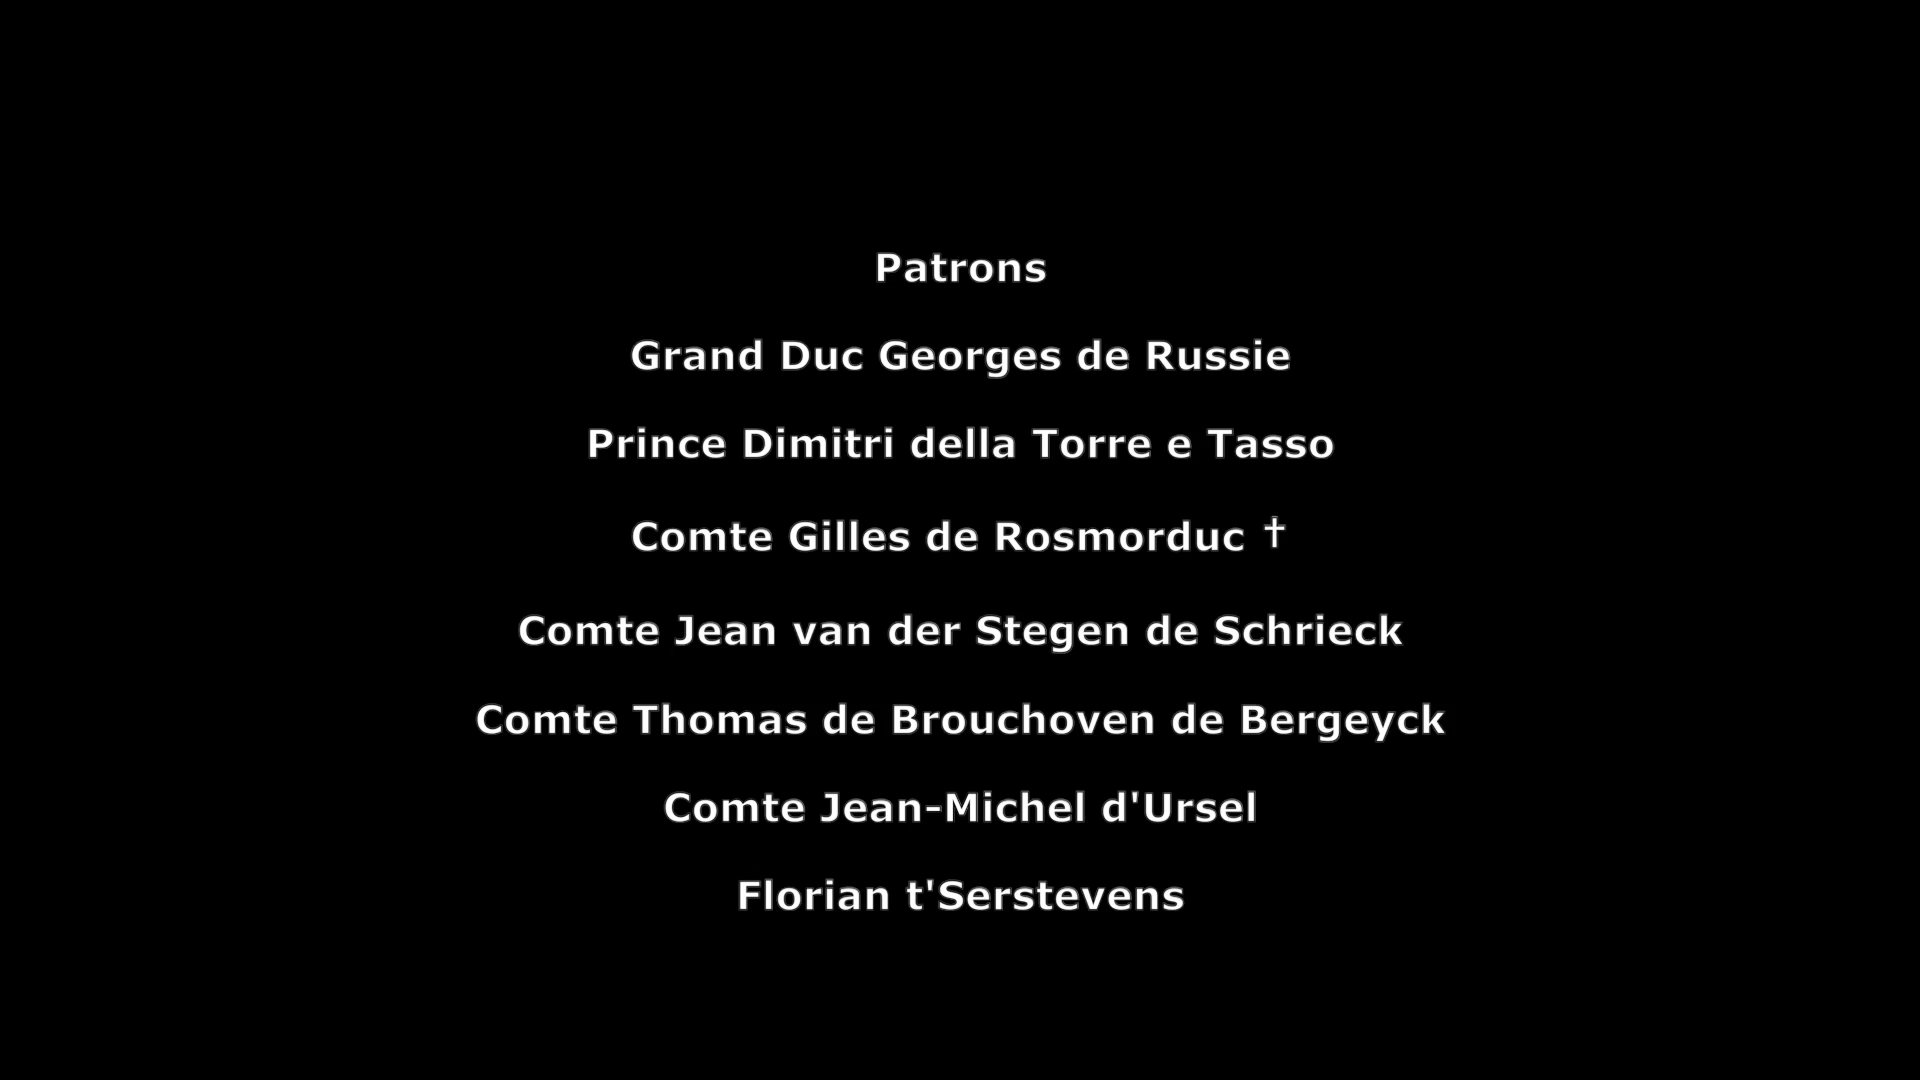 Patrons
Grand Duc Georges de Russie
Prince Dimitri della Torre e Tasso
Comte Gilles de Rosmorduc †
Comte Jean van der Stegen de Schrieck
Comte Thomas de Brouchoven de Bergeyck
Comte Jean-Michel d'Ursel
Florian t'Serstevens